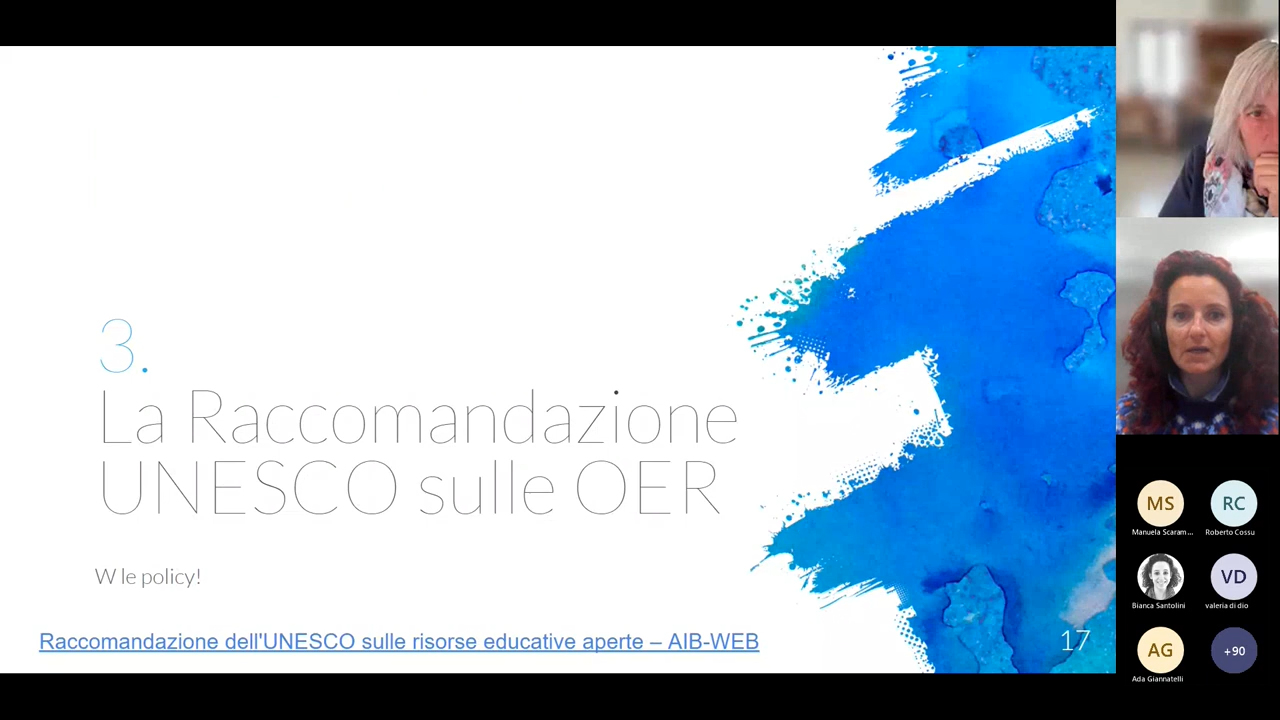 3.
La Raccomandazione
UNESCO sulle OER
W le policy!
Raccomandazione dell'UNESCO sulle risorse educative aperte – AIB-WEB
17
MS
RC
Manuela Scaram...
Roberto Cossu
VD
Bianca Santolini
valeria di dio
AG
+90
Ada Giannatelli